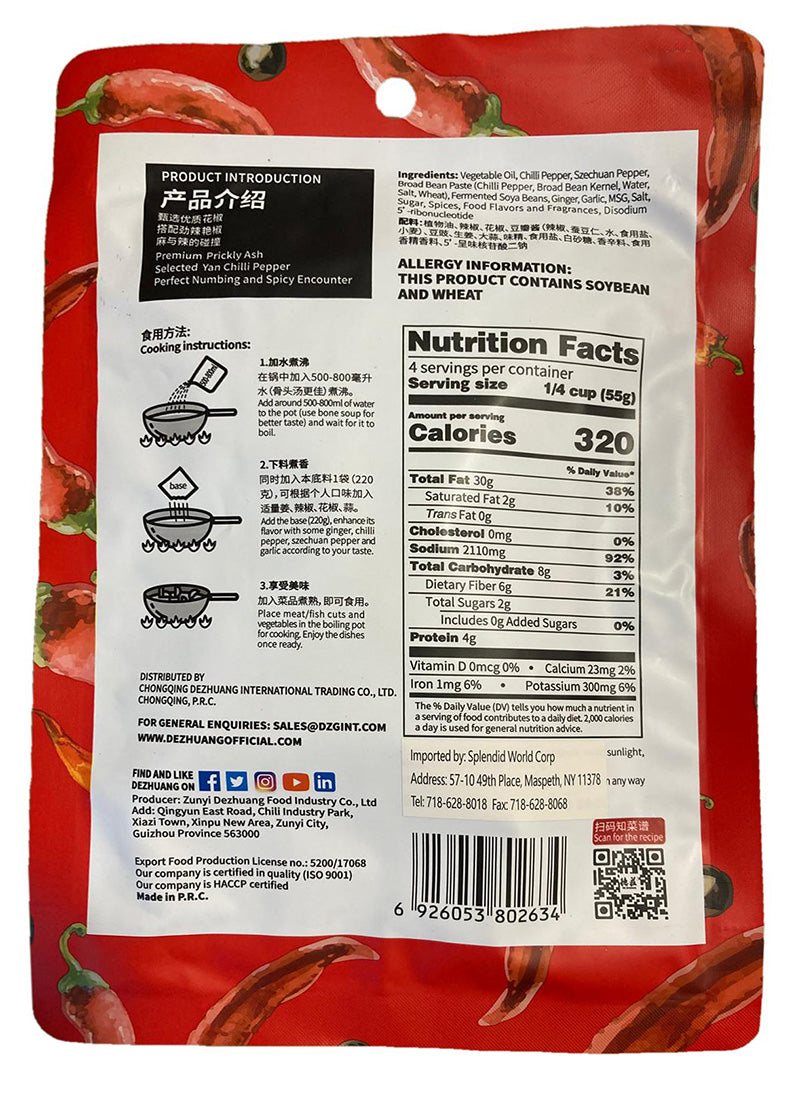 PRODUCT INTRODUCTION
产品介绍
甄选优质花椒
搭配劲辣艳椒
麻与辣的碰撞
Premium Prickly Ash
Selected Yan Chilli Pepper
Perfect Numbing and Spicy Encounter
Ingredients: Vegetable Oil, Chilli Pepper, Szechuan Pepper,
Broad Bean Paste (Chilli Pepper, Broad Bean Kernel, Water,
Salt, Wheat), Fermented Soya Beans, Ginger, Garlic, MSG, Salt,
Sugar, Spices, Food Flavors and Fragrances, Disodium
5'-ribonucleotide
配料:植物油、辣椒、花椒、豆瓣酱(辣椒、蚕豆仁、水、食用盐、
小麦)、豆豉、生姜、大蒜、味精、食用盐、白砂糖、香辛料、食用
香精香料、5'-呈味核苷酸二钠
ALLERGY INFORMATION:
THIS PRODUCT CONTAINS SOYBEAN
AND WHEAT
食用方法:
Cooking instructions:
500-800ml
1.加水煮沸
在锅中加入500-800毫升
水(骨头汤更佳)煮沸。
Add around 500-800ml of water
to the pot (use bone soup for
better taste) and wait for it to
boil.
base
2.下料煮香
同时加入本底料1袋(220
克),可根据个人口味加入
适量姜、辣椒、花椒、蒜。
Add the base (220g), enhance its
flavor with some ginger, chilli
pepper, szechuan pepper and
garlic according to your taste.
3.享受美味
加入菜品煮熟,即可食用。
Place meat/fish cuts and
vegetables in the boiling pot
for cooking. Enjoy the dishes
once ready.
Nutrition Facts
4 servings per container
Serving size 1/4 cup (55g)
Amount per serving
Calories 320
% Daily Value*
Total Fat 30g 38%
Saturated Fat 2g 10%
Trans Fat 0g
Cholesterol 0mg 0%
Sodium 2110mg 92%
Total Carbohydrate 8g 3%
Dietary Fiber 6g 21%
Total Sugars 2g
Includes 0g Added Sugars 0%
Protein 4g
Vitamin D 0mcg 0% • Calcium 23mg 2%
Iron 1mg 6% • Potassium 300mg 6%
The % Daily Value (DV) tells you how much a nutrient in
a serving of food contributes to a daily diet. 2,000 calories
a day is used for general nutrition advice.
DISTRIBUTED BY
CHONGQING DEZHUANG INTERNATIONAL TRADING CO., LTD.
CHONGQING, P.R.C.
FOR GENERAL ENQUIRIES: SALES@DZGINT.COM
WWW.DEZHUANGOFFICIAL.COM
FIND AND LIKE
DEZHUANG ON
Producer: Zunyi Dezhuang Food Industry Co., Ltd
Add: Qingyun East Road, Chili Industry Park,
Xiazi Town, Xinpu New Area, Zunyi City,
Guizhou Province 563000
Export Food Production License no.: 5200/17068
Our company is certified in quality (ISO 9001)
Our company is HACCP certified
Made in P.R.C.
sunlight,
Imported by: Splendid World Corp
Address: 57-10 49th Place, Maspeth, NY 11378
n any way
Tel: 718-628-8018 Fax: 718-628-8068
6 926053 802634
扫码知菜谱
Scan for the recipe
德庄